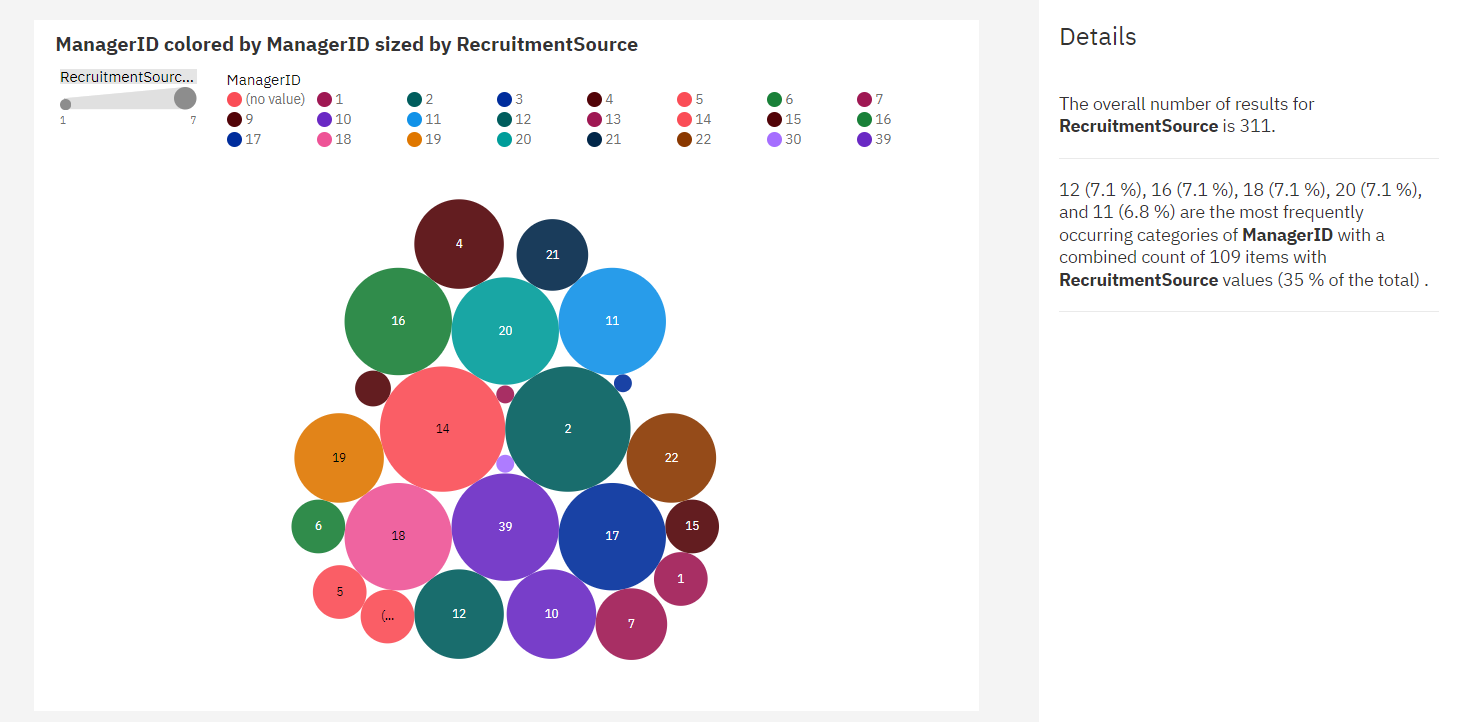 ManagerID colored by ManagerID sized by RecruitmentSource
RecruitmentSourc...
1 7
ManagerID
(no value) 1 2 3 4 5 6 7
9 10 11 12 13 14 15 16
17 18 19 20 21 22 30 39
4
21
16
20
11
14
2
19
22
6
18
39
17
15
5
(...
12
10
7
1
Details
The overall number of results for
RecruitmentSource is 311.
12 (7.1 %), 16 (7.1 %), 18 (7.1 %), 20 (7.1 %),
and 11 (6.8 %) are the most frequently
occurring categories of ManagerID with a
combined count of 109 items with
RecruitmentSource values (35 % of the total) .